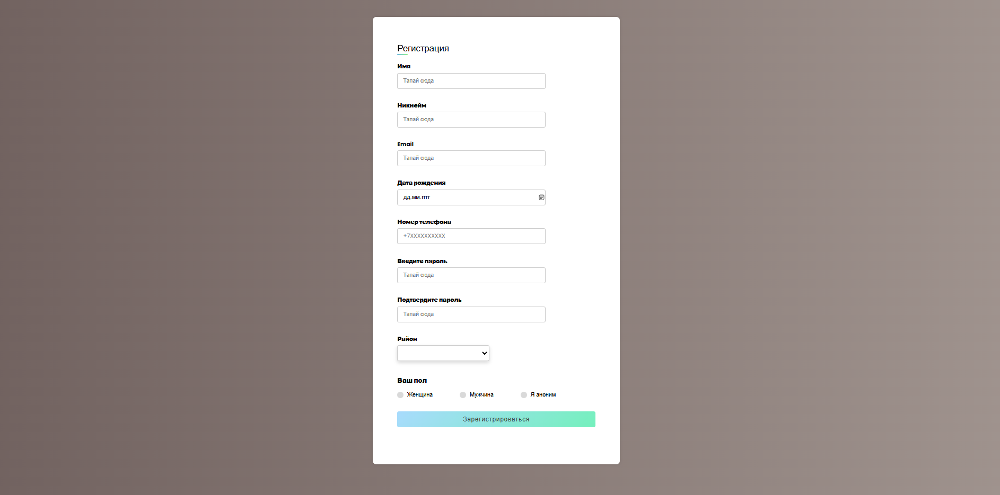 Регистрация
Имя
Тапай сюда
Никнейм
Тапай сюда
Email
Тапай сюда
Дата рождения
дд.мм.гггг
Номер телефона
+7XXXXXXXXXX
Введите пароль
Тапай сюда
Подтвердите пароль
Тапай сюда
Район
Ваш пол
Женщина Мужчина Я аноним
Зарегистрироваться